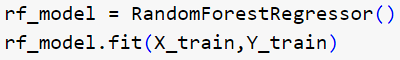 rf_model = RandomForestRegressor()
rf_model.fit(X_train,Y_train)